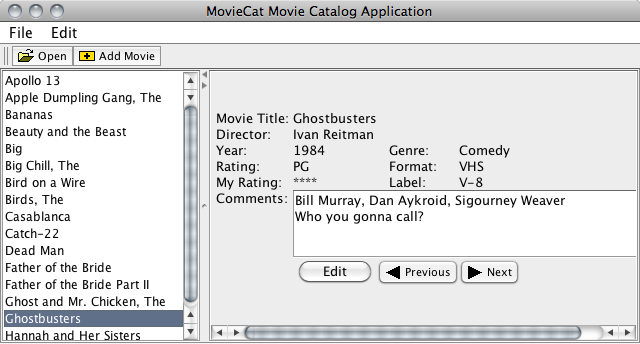 MovieCat Movie Catalog Application
File Edit
Open Add Movie
Apollo 13
Apple Dumpling Gang, The
Bananas
Beauty and the Beast
Big
Big Chill, The
Bird on a Wire
Birds, The
Casablanca
Catch-22
Dead Man
Father of the Bride
Father of the Bride Part II
Ghost and Mr. Chicken, The
Ghostbusters
Hannah and Her Sisters
Movie Title: Ghostbusters
Director: Ivan Reitman
Year: 1984 Genre: Comedy
Rating: PG Format: VHS
My Rating: **** Label: V-8
Comments: Bill Murray, Dan Aykroid, Sigourney Weaver
Who you gonna call?
Edit Previous Next